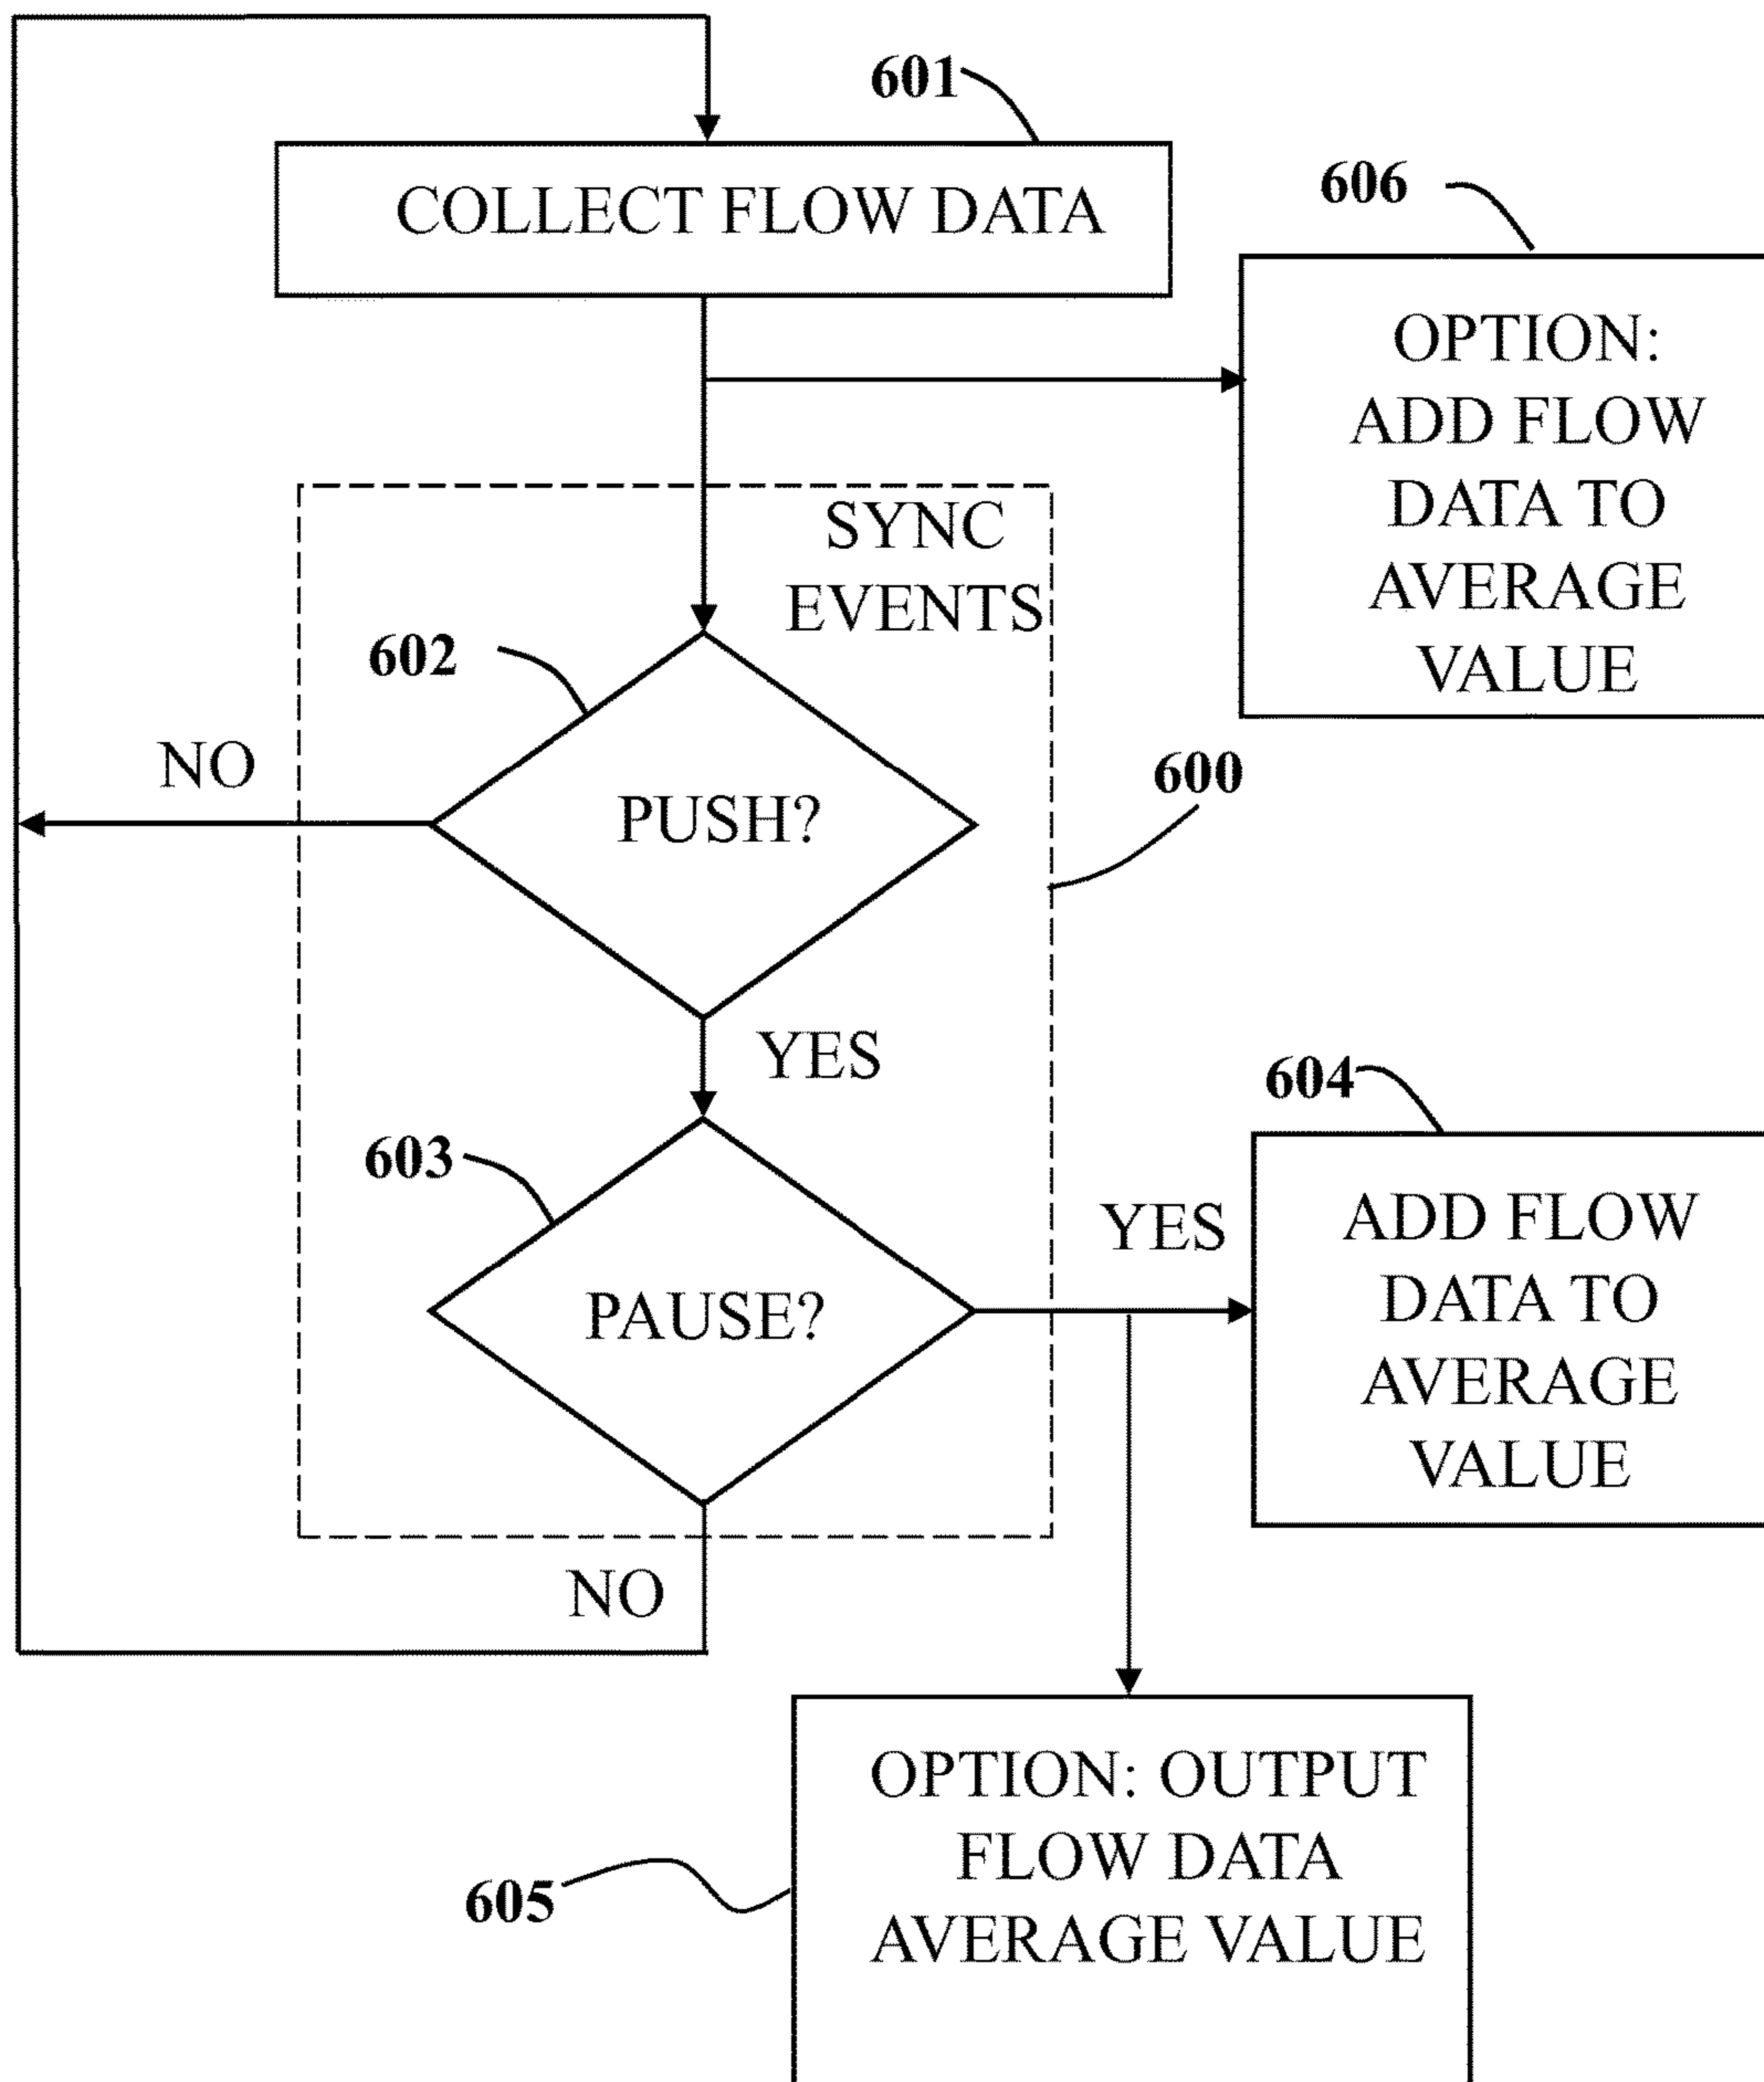 601
COLLECT FLOW DATA
606
OPTION:
ADD FLOW
DATA TO
AVERAGE
VALUE
SYNC
EVENTS
602
NO
PUSH?
600
YES
603
PAUSE?
YES
604
ADD FLOW
DATA TO
AVERAGE
VALUE
NO
605
OPTION: OUTPUT
FLOW DATA
AVERAGE VALUE